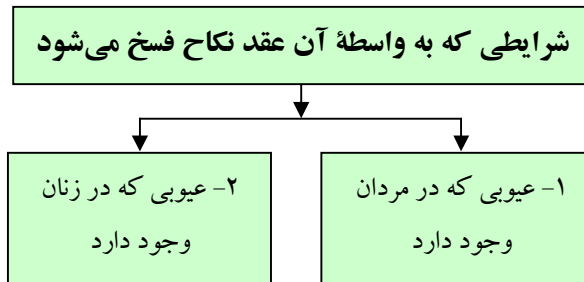 شرایطی که به واسطۀ آن عقد نکاح فسخ می‌شود
۱- عیوبی که در مردان
وجود دارد
۲- عیوبی که در زنان
وجود دارد